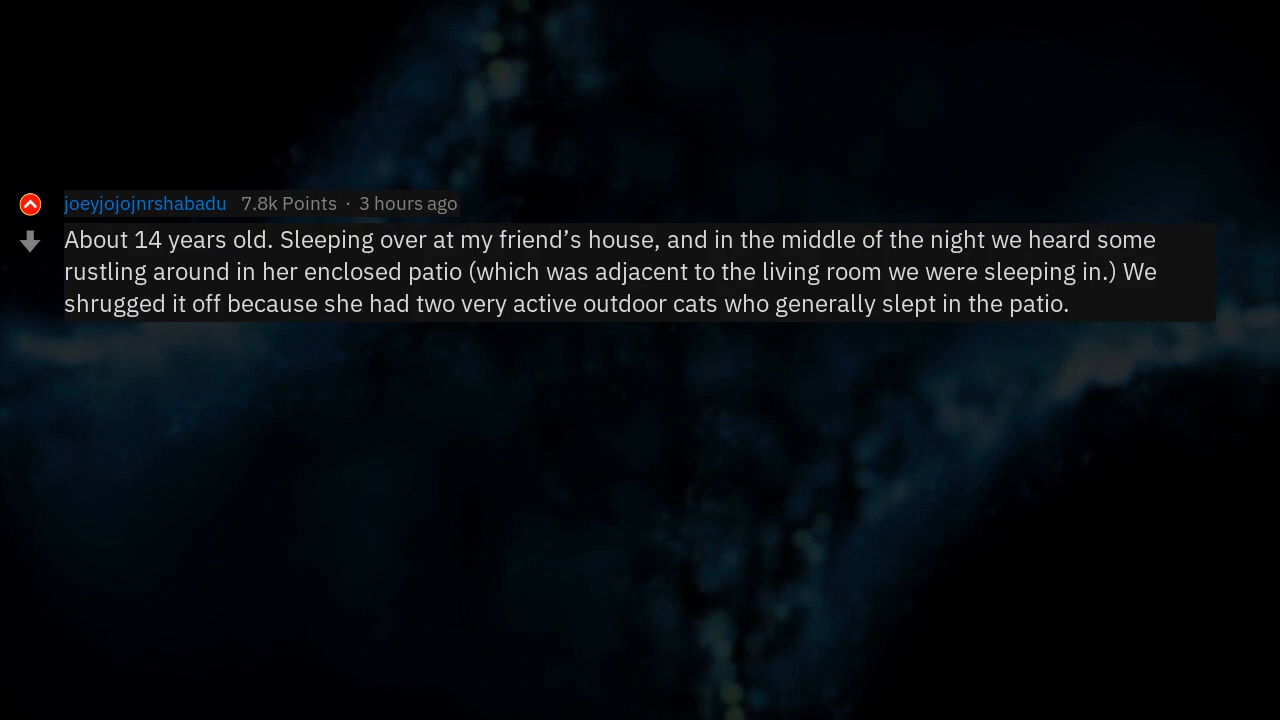 joeyjojojnrshabadu 7.8k Points · 3 hours ago
About 14 years old. Sleeping over at my friend’s house, and in the middle of the night we heard some
rustling around in her enclosed patio (which was adjacent to the living room we were sleeping in.) We
shrugged it off because she had two very active outdoor cats who generally slept in the patio.